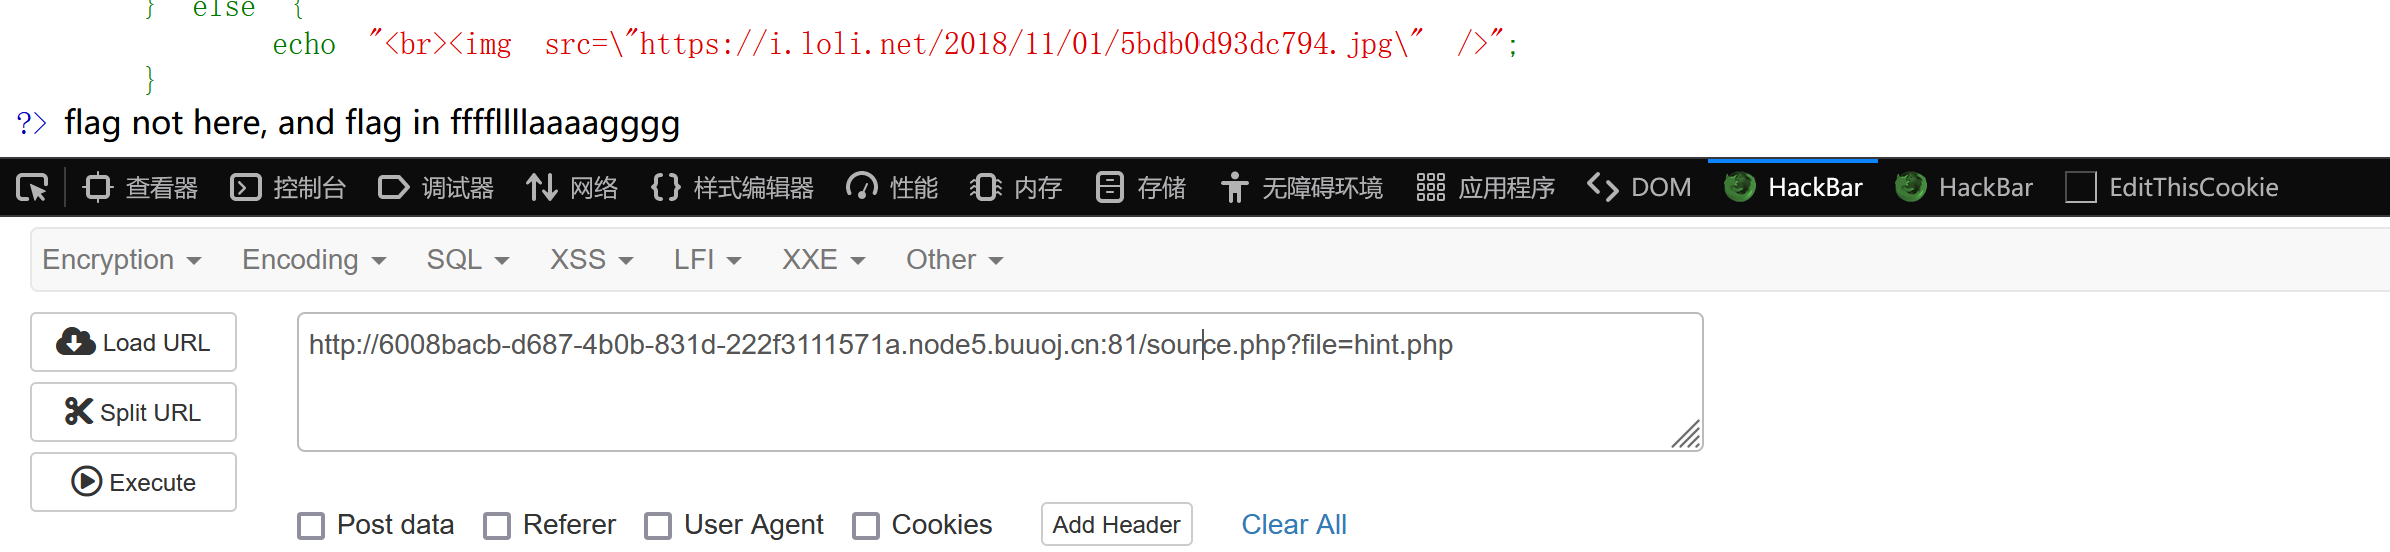 } else {
echo "<br><img src=\"https://i.loli.net/2018/11/01/5bdb0d93dc794.jpg\" />";
}
?> flag not here, and flag in ffffllllaaaagggg
查看器 控制台 调试器 网络 {} 样式编辑器 性能 内存 存储 无障碍环境 应用程序 DOM HackBar HackBar EditThisCookie
Encryption Encoding SQL XSS LFI XXE Other
Load URL
http://6008bacb-d687-4b0b-831d-222f3111571a.node5.buuoj.cn:81/source.php?file=hint.php
Split URL
Execute
Post data Referer User Agent Cookies Add Header Clear All